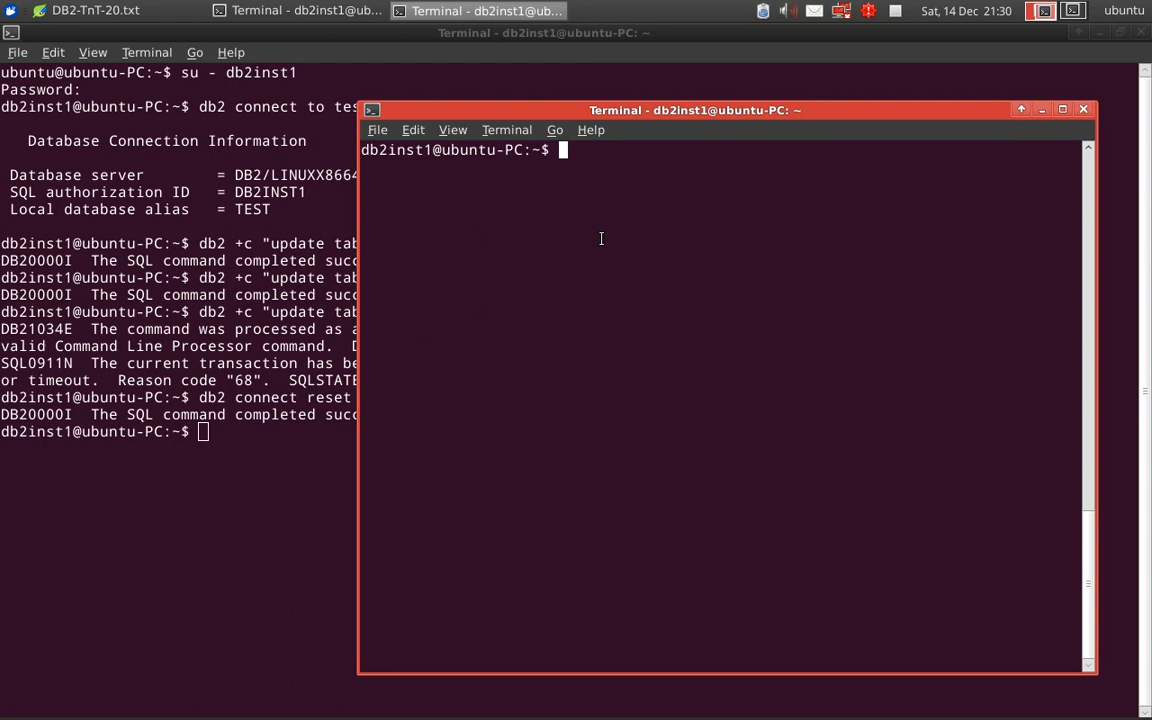 DB2-TnT-20.txt
Terminal - db2inst1@ub...
Terminal - db2inst1@ub...
Sat, 14 Dec 21:30
ubuntu
Terminal - db2inst1@ubuntu-PC: ~
File Edit View Terminal Go Help
ubuntu@ubuntu-PC:~$ su - db2inst1
Password:
db2inst1@ubuntu-PC:~$ db2 connect to tes
Database Connection Information
Database server = DB2/LINUXX8664
SQL authorization ID = DB2INST1
Local database alias = TEST
db2inst1@ubuntu-PC:~$ db2 +c "update tab
DB20000I The SQL command completed succ
db2inst1@ubuntu-PC:~$ db2 +c "update tab
DB20000I The SQL command completed succ
db2inst1@ubuntu-PC:~$ db2 +c "update tab
DB21034E The command was processed as a
valid Command Line Processor command. D
SQL0911N The current transaction has be
or timeout. Reason code "68". SQLSTATE
db2inst1@ubuntu-PC:~$ db2 connect reset
DB20000I The SQL command completed succ
db2inst1@ubuntu-PC:~$
Terminal - db2inst1@ubuntu-PC: ~
File Edit View Terminal Go Help
db2inst1@ubuntu-PC:~$